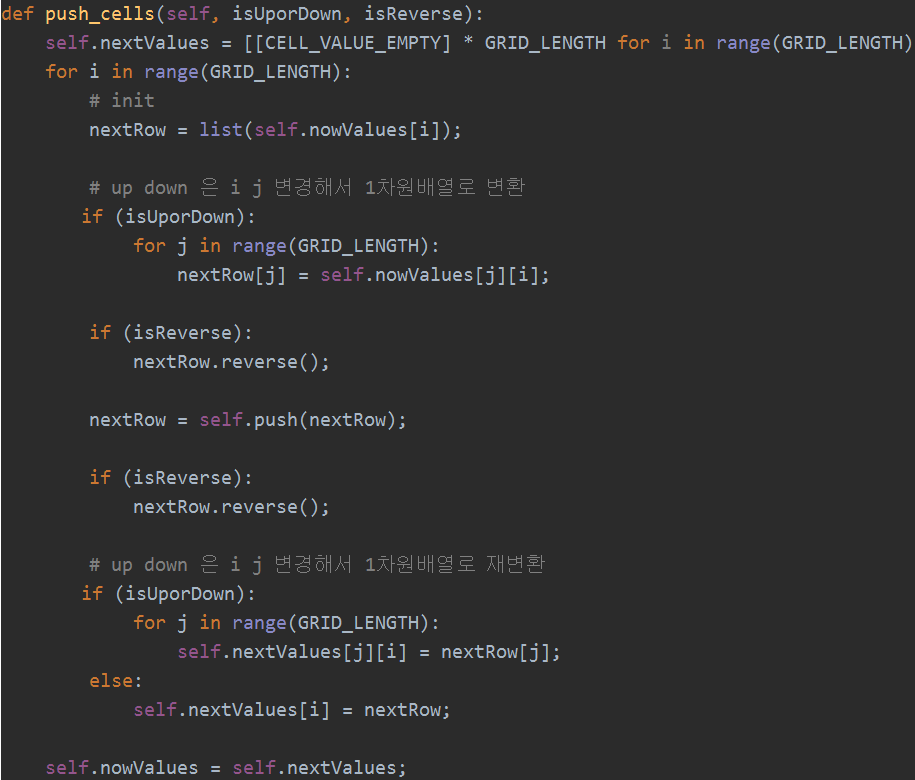 def push_cells(self, isUporDown, isReverse):
    self.nextValues = [[CELL_VALUE_EMPTY] * GRID_LENGTH for i in range(GRID_LENGTH)
    for i in range(GRID_LENGTH):
        # init
        nextRow = list(self.nowValues[i]);
        # up down 은 i j 변경해서 1차원배열로 변환
        if (isUporDown):
            for j in range(GRID_LENGTH):
                nextRow[j] = self.nowValues[j][i];
        if (isReverse):
            nextRow.reverse();
        nextRow = self.push(nextRow);
        if (isReverse):
            nextRow.reverse();
        # up down 은 i j 변경해서 1차원배열로 재변환
        if (isUporDown):
            for j in range(GRID_LENGTH):
                self.nextValues[j][i] = nextRow[j];
        else:
            self.nextValues[i] = nextRow;
    self.nowValues = self.nextValues;